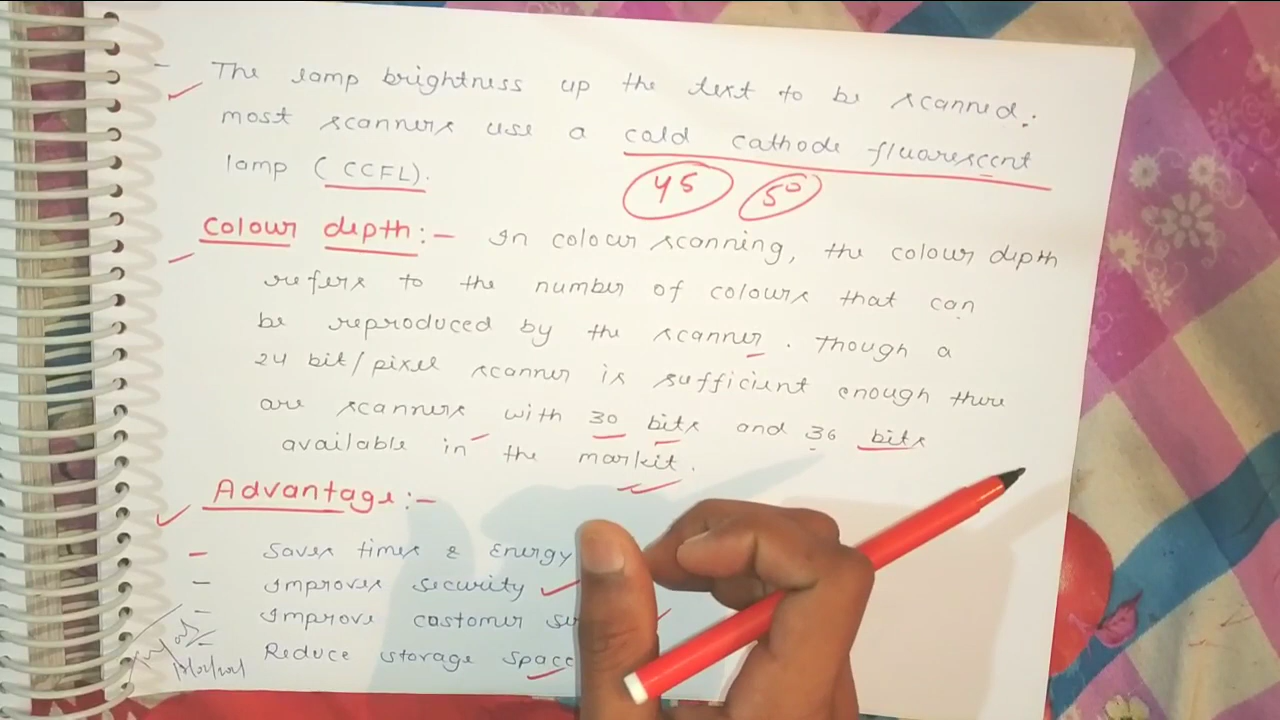 - The lamp brightness up the text to be scanned.
most scanners use a cold cathode fluorescent
lamp (CCFL).
45 50
Colour depth:- In colour scanning, the colour depth
refers to the number of colours that can
be reproduced by the scanner. Though a
24 bit/pixel scanner is sufficient enough there
are scanners with 30 bits and 36 bits
available in the markit.
Advantage:-
- Saves times & Energy
- Improves security
- Improve customer
- Reduce storage space